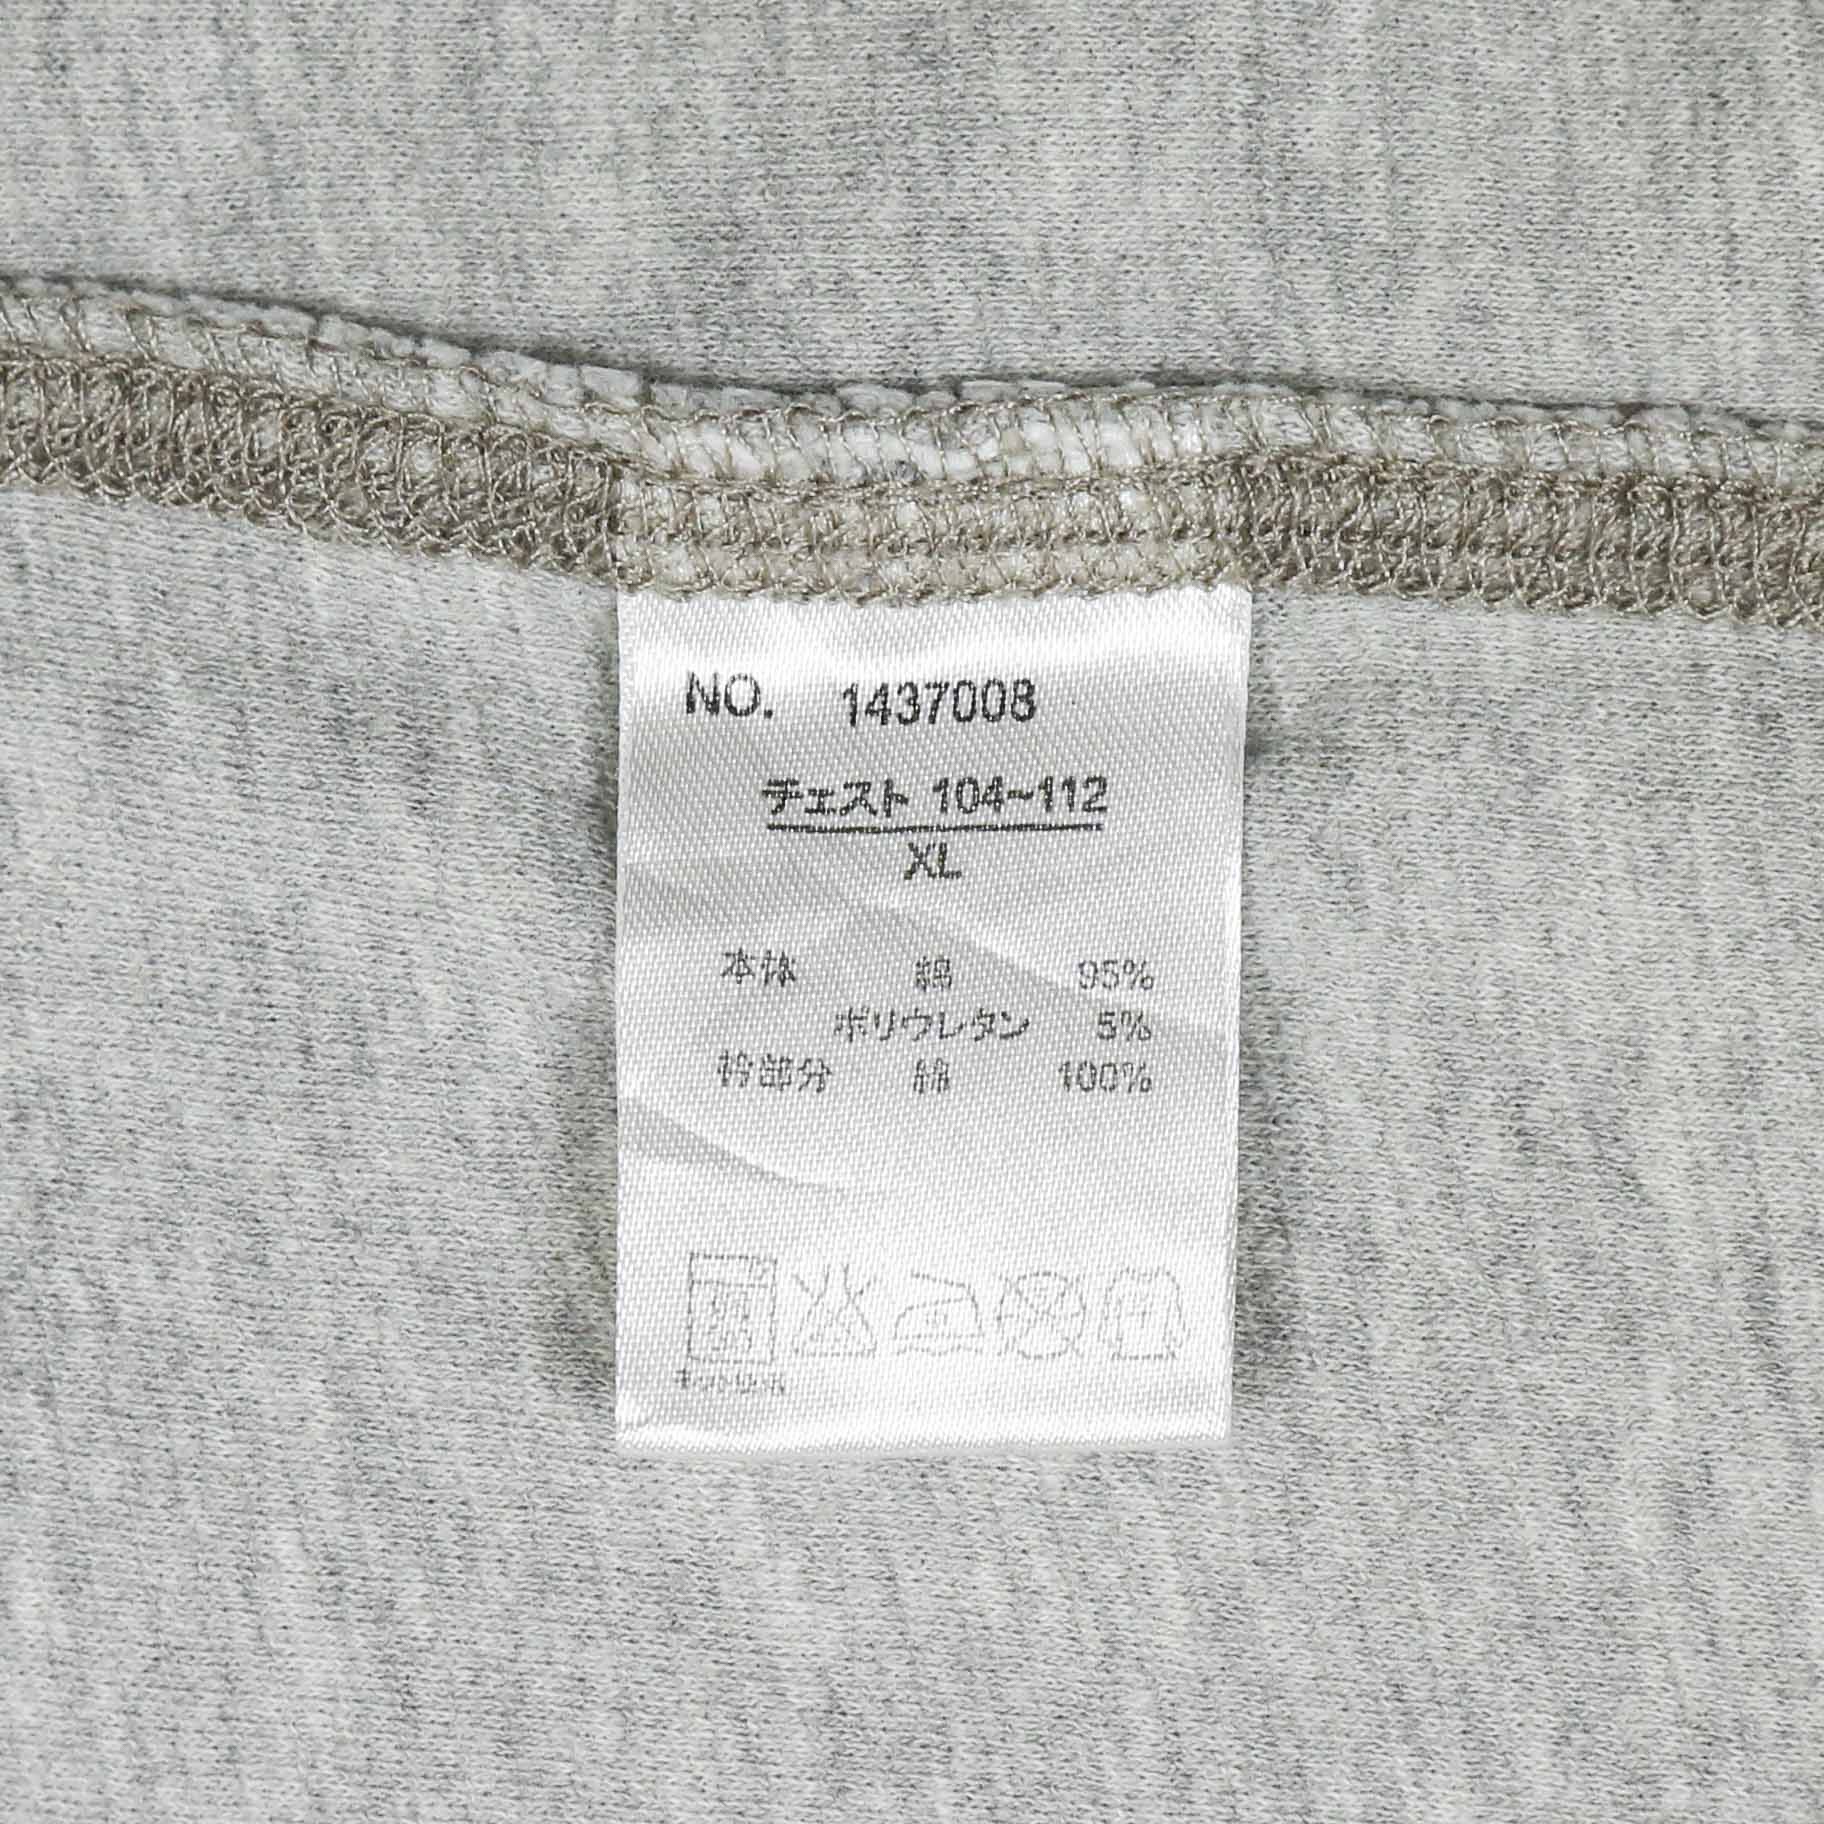 NO. 1437008
チェスト 104~112
XL
本体 綿 95%
ポリウレタン 5%
衿部分 綿 100%